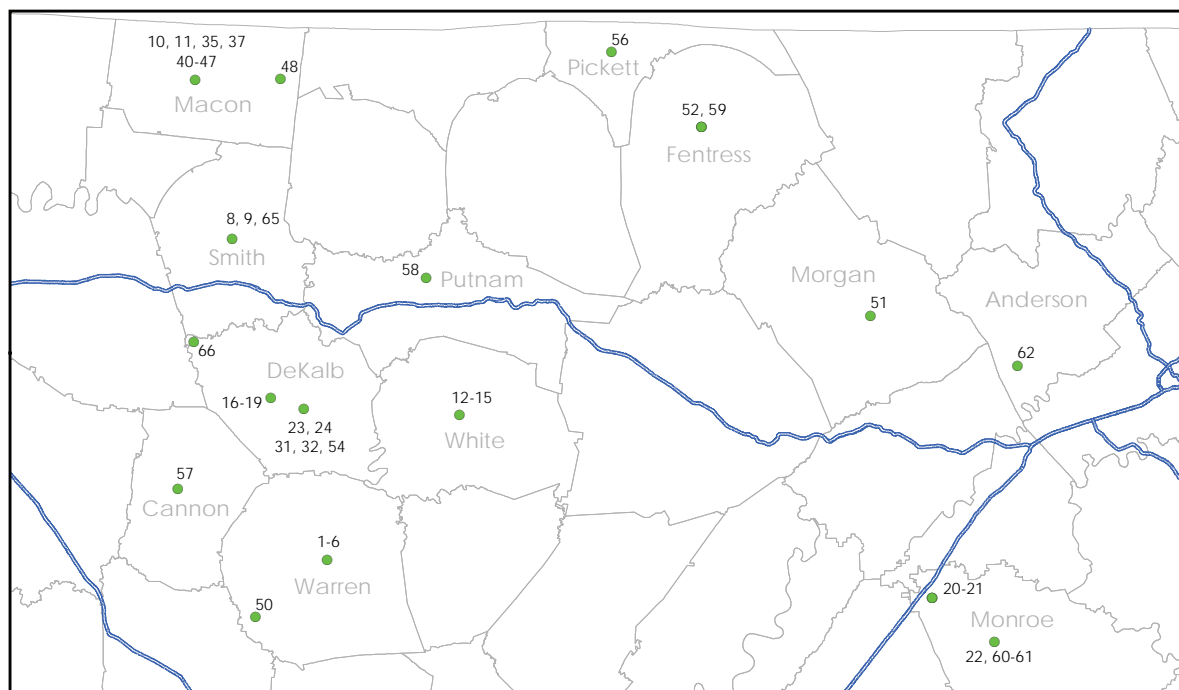 10, 11, 35, 37
40-47
48
Macon
56
Pickett
52, 59
Fentress
8, 9, 65
Smith
58
Putnam
Morgan
51
Anderson
62
66
DeKalb
16-19
23, 24
31, 32, 54
12-15
White
57
Cannon
1-6
Warren
50
20-21
Monroe
22, 60-61